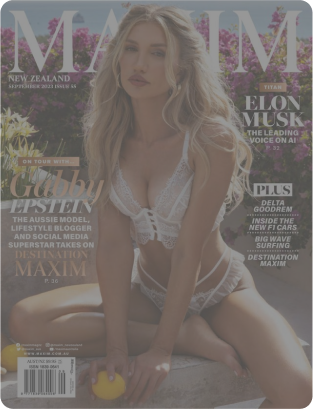 MAXIM
NEW ZEALAND
SEPTEMBER 2023 ISSUE 48
TITAN
ELON
MUSK
THE LEADING
VOICE ON AI
ON TOUR WITH...
Gabby
EPSTEIN
THE AUSSIE MODEL,
LIFESTYLE BLOGGER
AND SOCIAL MEDIA
SUPERSTAR TAKES ON
DESTINATION
MAXIM
PLUS
DELTA
GOODREM
INSIDE THE
NEW F1 CARS
BIG WAVE
SURFING
DESTINATION
MAXIM